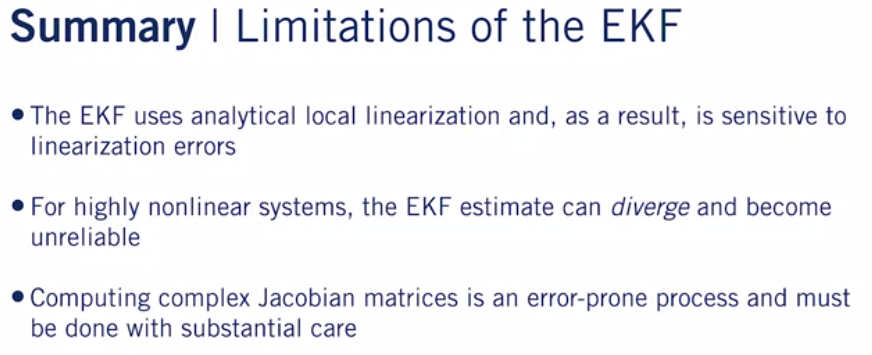 Summary | Limitations of the EKF
• The EKF uses analytical local linearization and, as a result, is sensitive to
linearization errors
• For highly nonlinear systems, the EKF estimate can diverge and become
unreliable
• Computing complex Jacobian matrices is an error-prone process and must
be done with substantial care